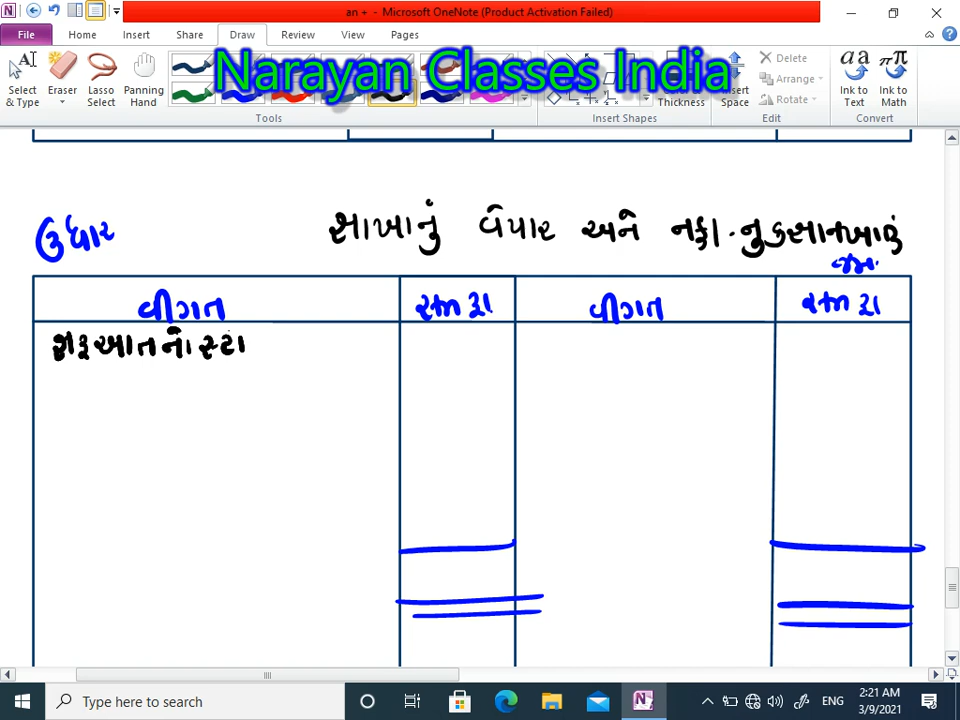 an + - Microsoft OneNote (Product Activation Failed)
File Home Insert Share Draw Review View Pages
Narayan Classes India
Select & Type
Eraser
Lasso Select
Panning Hand
Thickness
Insert Space
Delete
Arrange
Rotate
Ink to Text
Ink to Math
Tools Insert Shapes Edit Convert
ઉધાર સાખાનું વેપાર અને નફા-નુકસાનખાતું
જમા
વીગત રકમ રૂા વીગત રકમ રૂા
શરૂઆતનો સ્ટા
Type here to search
ENG
2:21 AM
3/9/2021